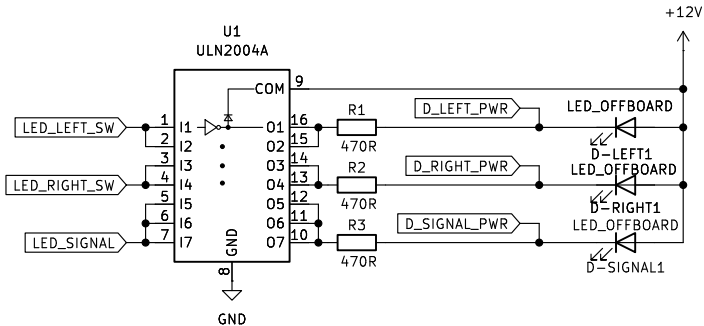 +12V
U1
ULN2004A
COM 9
R1
D_LEFT_PWR
LED_OFFBOARD
LED_LEFT_SW 1 I1 O1 16
2 I2 O2 15
470R
D-LEFT1
3 I3 O3 14
R2
D_RIGHT_PWR
LED_OFFBOARD
LED_RIGHT_SW 4 I4 O4 13
5 I5 O5 12
470R
D-RIGHT1
6 I6 O6 11
R3
D_SIGNAL_PWR
LED_OFFBOARD
LED_SIGNAL 7 I7 O7 10
GND
470R
D-SIGNAL1
8
GND